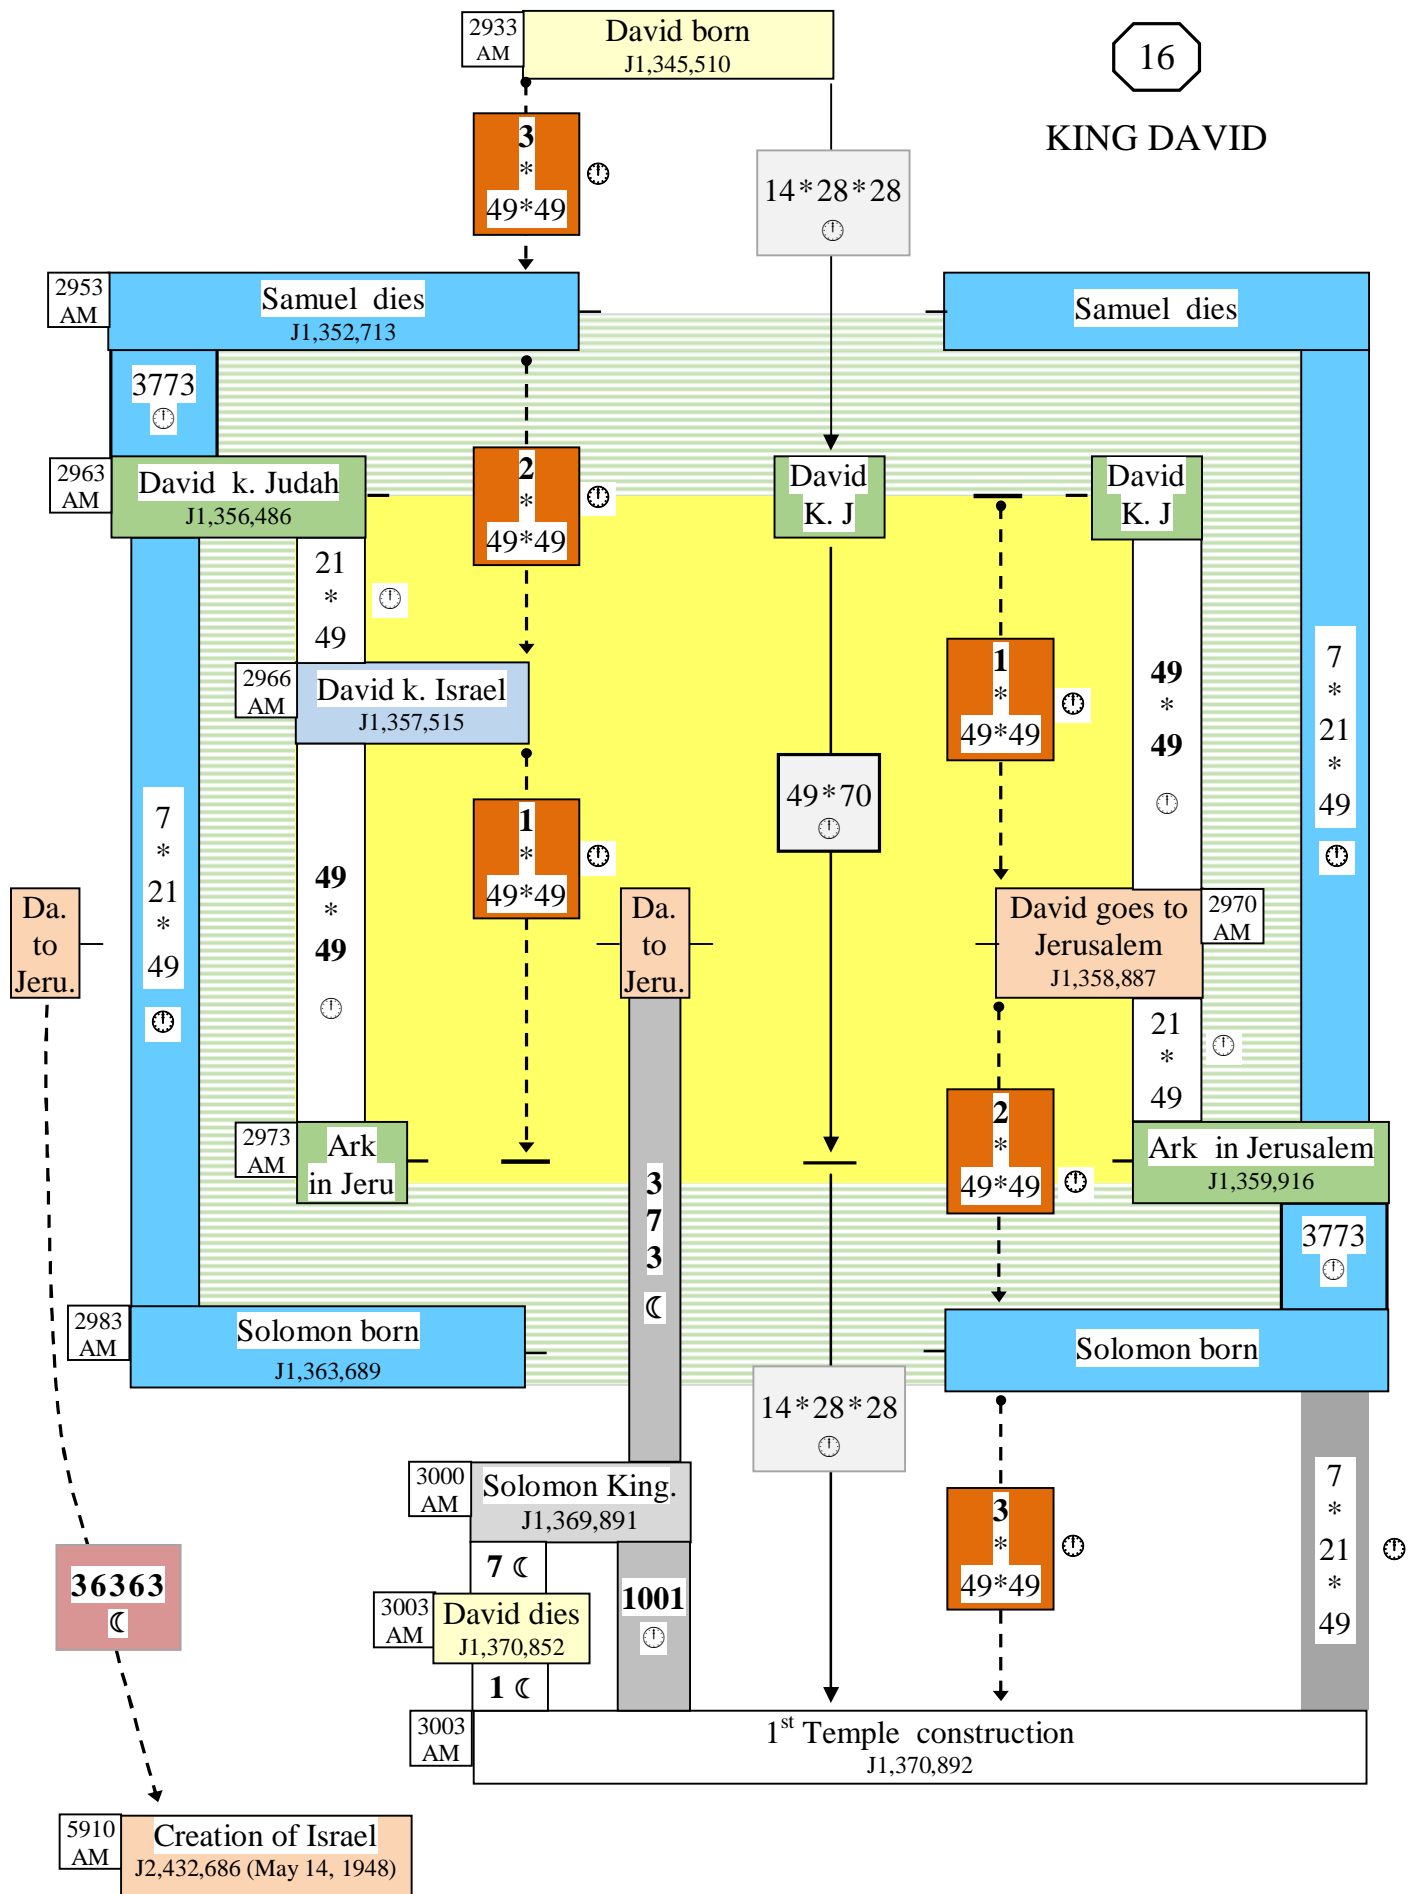 2933
AM
David born
J1,345,510
16
KING DAVID
3
*
49*49
14*28*28
2953
AM
Samuel dies
J1,352,713
Samuel dies
3773
2963
AM
David k. Judah
J1,356,486
2
*
49*49
David
K. J
David
K. J
21
*
49
2966
AM
David k. Israel
J1,357,515
1
*
49*49
49
*
49
7
*
21
*
49
49*70
7
*
21
*
49
49
*
49
1
*
49*49
Da.
to
Jeru.
Da.
to
Jeru.
David goes to
Jerusalem
J1,358,887
2970
AM
21
*
49
2973
AM
Ark
in Jeru
2
*
49*49
Ark in Jerusalem
J1,359,916
3
7
3
3773
2983
AM
Solomon born
J1,363,689
Solomon born
14*28*28
3000
AM
Solomon King.
J1,369,891
3
*
49*49
7
*
21
*
49
36363
7
1001
3003
AM
David dies
J1,370,852
1
3003
AM
1st Temple construction
J1,370,892
5910
AM
Creation of Israel
J2,432,686 (May 14, 1948)